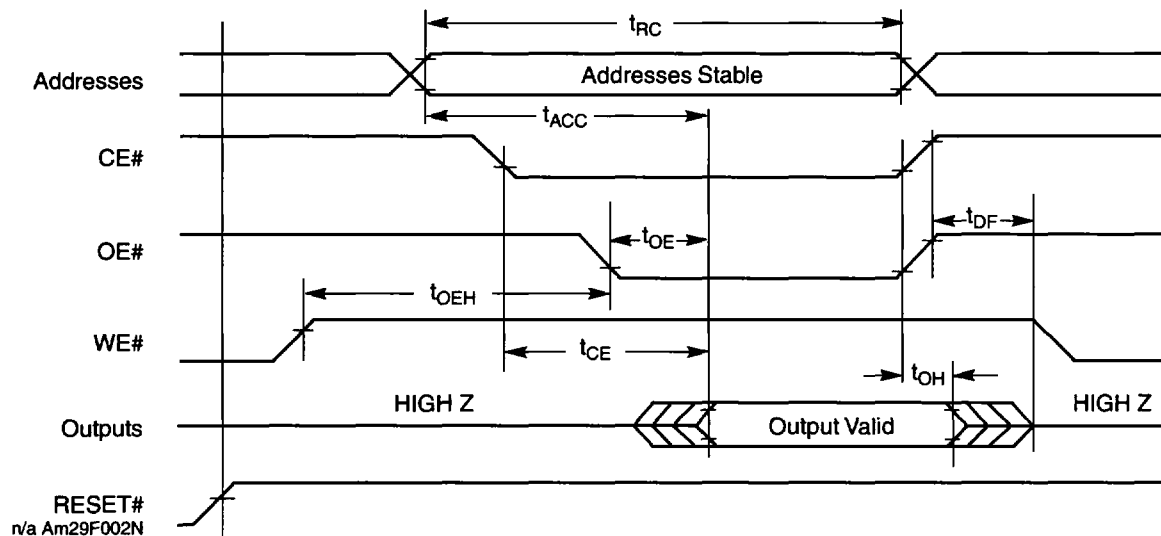 tRC
Addresses
Addresses Stable
tACC
CE#
OE#
tOE
tDF
tOEH
WE#
tCE
tOH
HIGH Z
HIGH Z
Outputs
Output Valid
RESET#
n/a Am29F002N